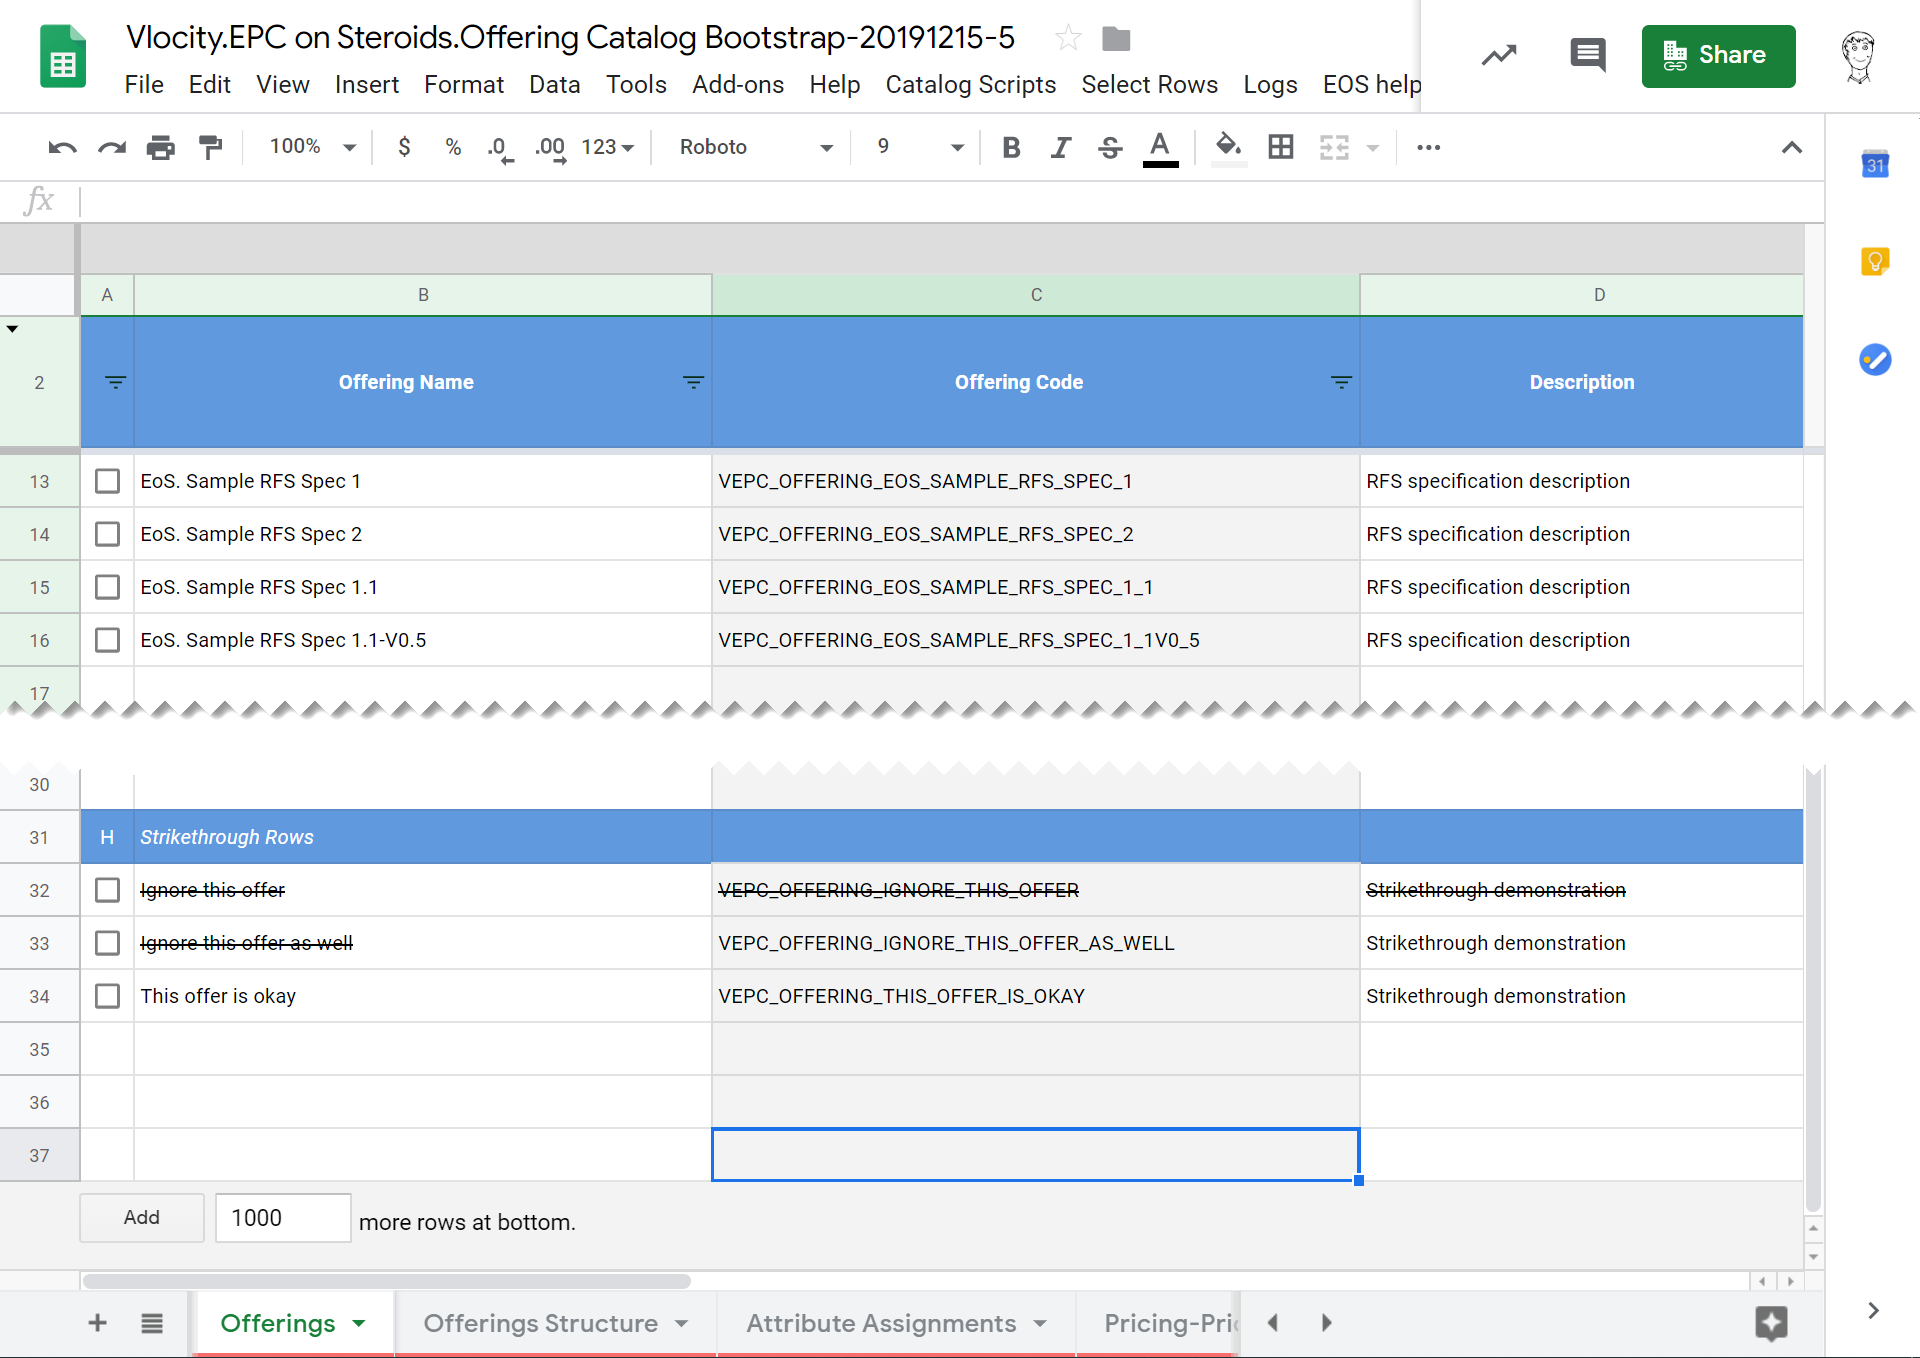 Vlocity.EPC on Steroids.Offering Catalog Bootstrap-20191215-5
File Edit View Insert Format Data Tools Add-ons Help Catalog Scripts Select Rows Logs EOS help
Share
100% $ % .0 .00 123 Roboto 9 B I S A
31
fx
A B C D
2 Offering Name Offering Code Description
13 EoS. Sample RFS Spec 1 VEPC_OFFERING_EOS_SAMPLE_RFS_SPEC_1 RFS specification description
14 EoS. Sample RFS Spec 2 VEPC_OFFERING_EOS_SAMPLE_RFS_SPEC_2 RFS specification description
15 EoS. Sample RFS Spec 1.1 VEPC_OFFERING_EOS_SAMPLE_RFS_SPEC_1_1 RFS specification description
16 EoS. Sample RFS Spec 1.1-V0.5 VEPC_OFFERING_EOS_SAMPLE_RFS_SPEC_1_1V0_5 RFS specification description
17
30
31 H Strikethrough Rows
32 Ignore this offer VEPC_OFFERING_IGNORE_THIS_OFFER Strikethrough demonstration
33 Ignore this offer as well VEPC_OFFERING_IGNORE_THIS_OFFER_AS_WELL Strikethrough demonstration
34 This offer is okay VEPC_OFFERING_THIS_OFFER_IS_OKAY Strikethrough demonstration
35
36
37
Add 1000 more rows at bottom.
Offerings Offerings Structure Attribute Assignments Pricing-Pri